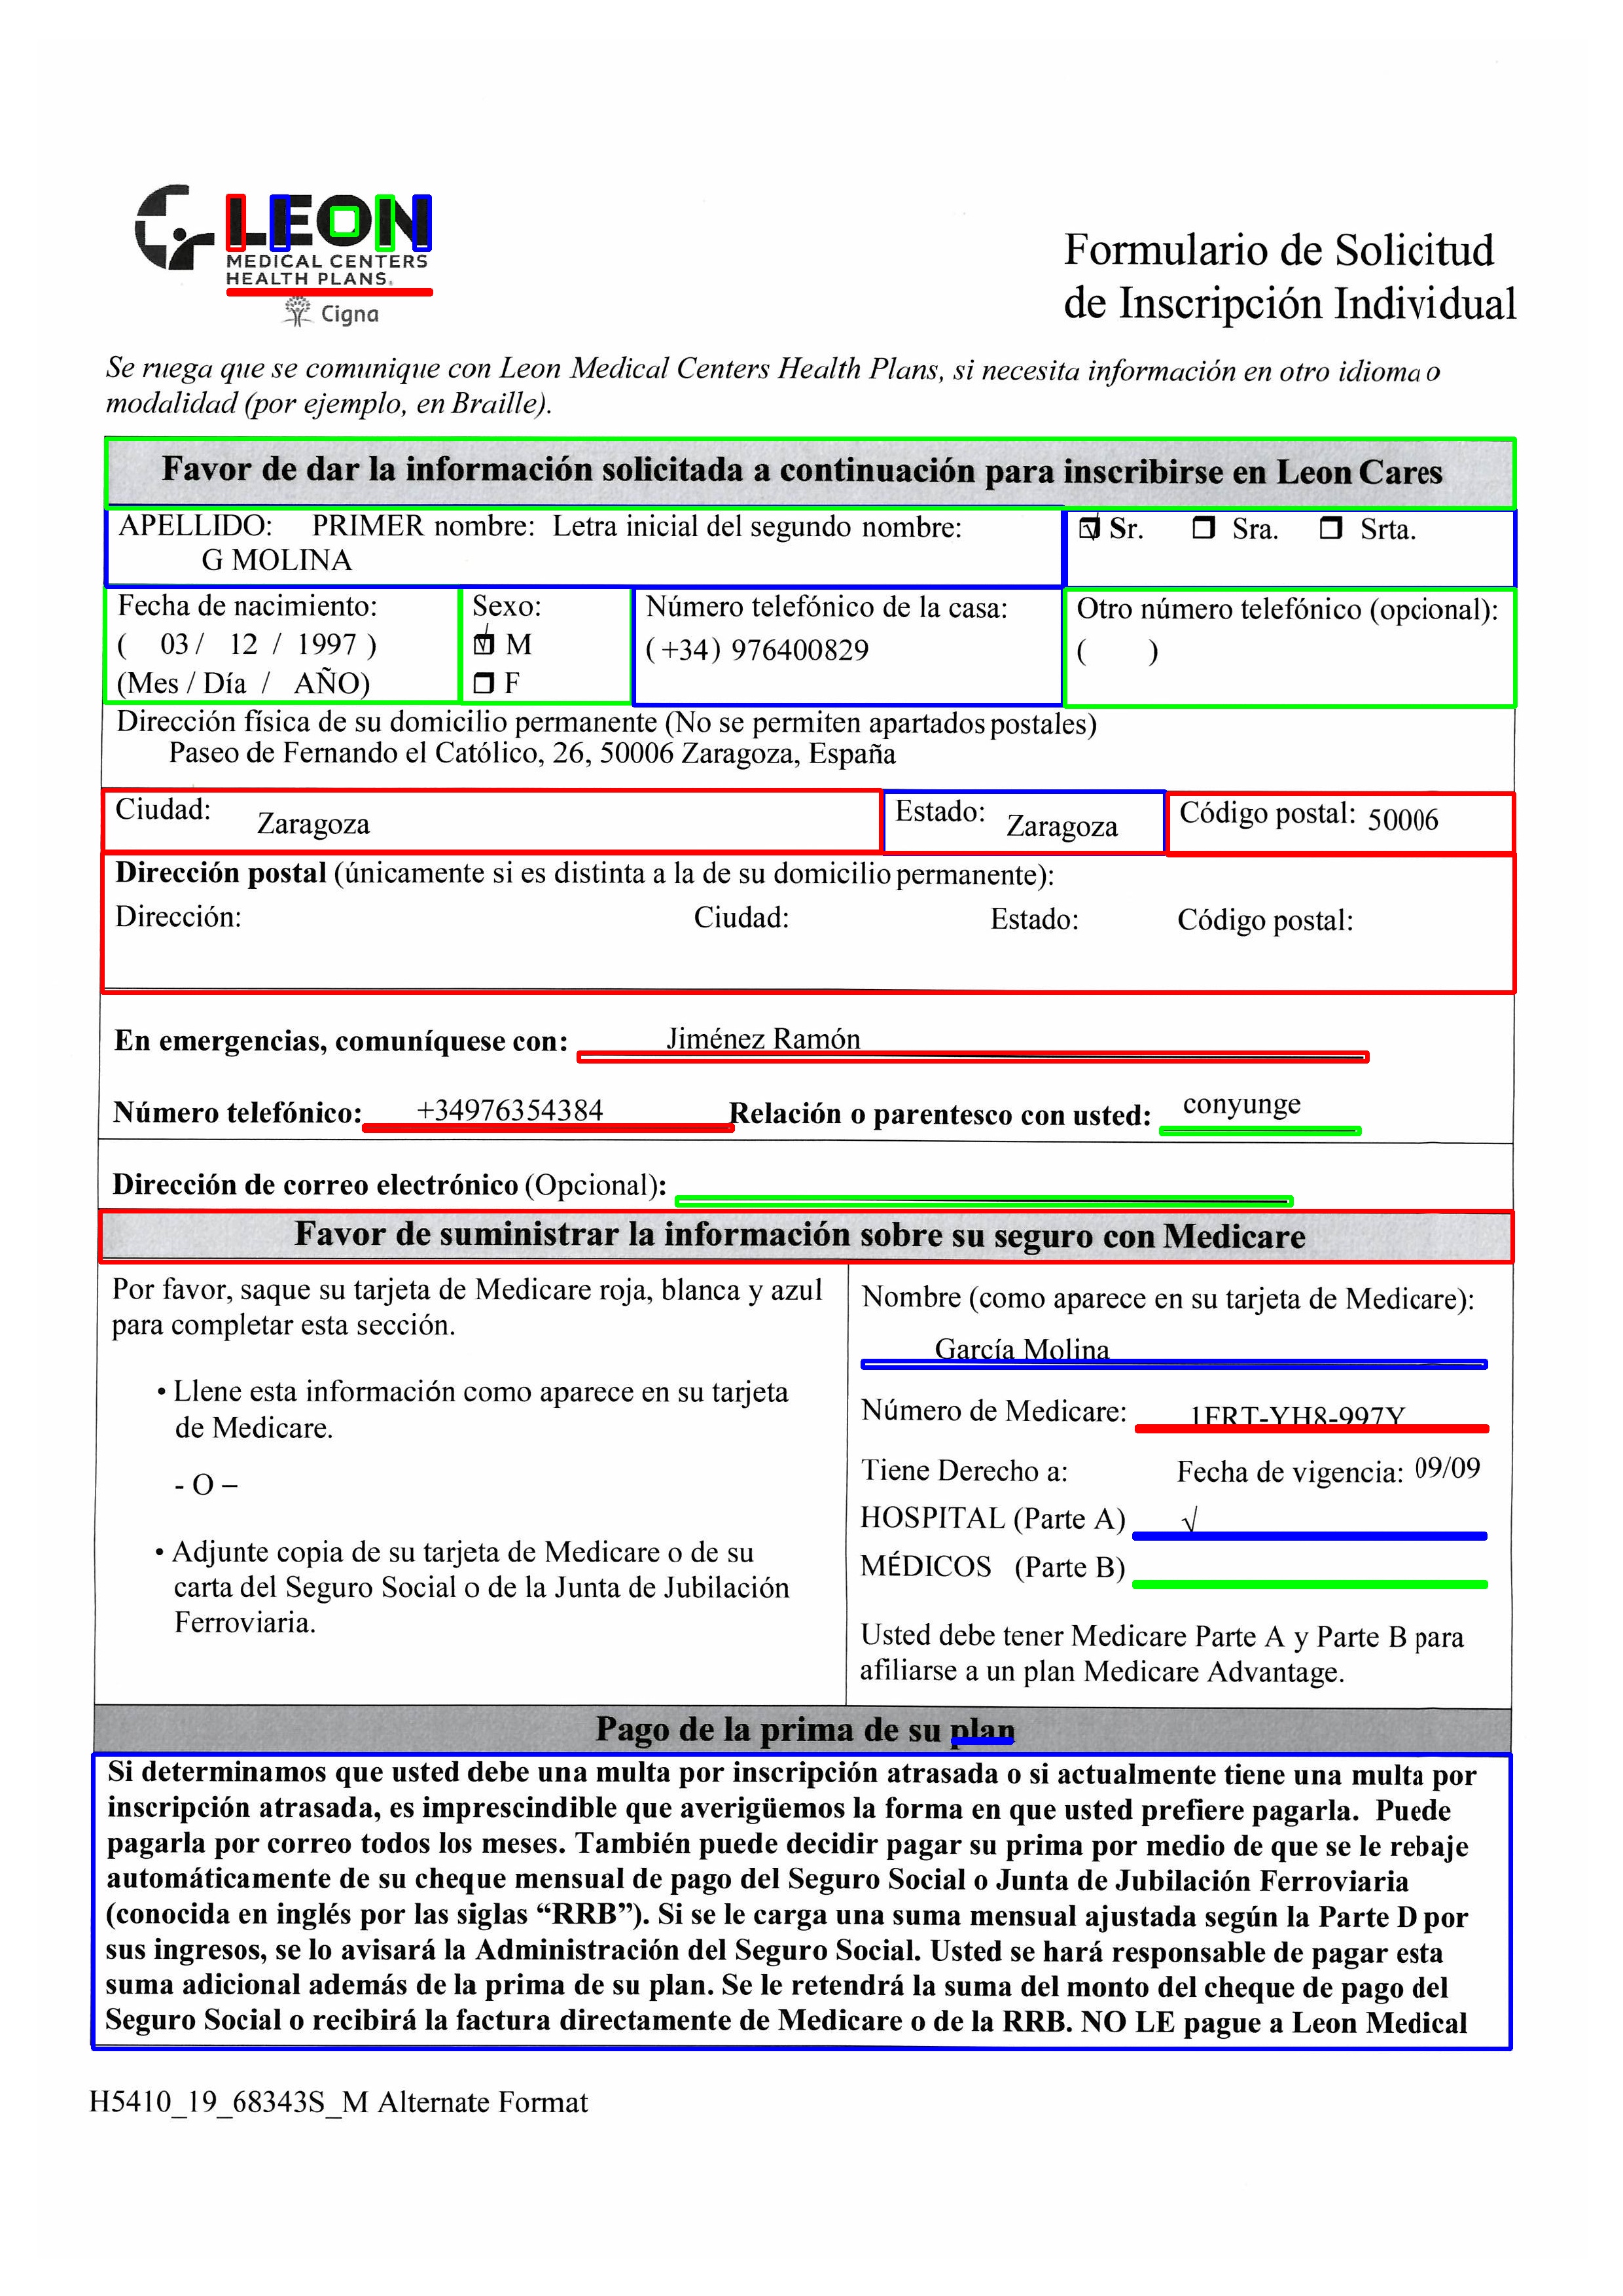 LEON
MEDICAL CENTERS
HEALTH PLANS.
Cigna
Formulario de Solicitud
de Inscripción Individual
Se ruega que se comunique con Leon Medical Centers Health Plans, si necesita información en otro idioma o
modalidad (por ejemplo, en Braille).
Favor de dar la información solicitada a continuación para inscribirse en Leon Cares
APELLIDO: PRIMER nombre: Letra inicial del segundo nombre:
G MOLINA
√ Sr. ❒ Sra. ❒ Srta.
Fecha de nacimiento:
( 03 / 12 / 1997 )
(Mes / Día / AÑO)
Sexo:
√ M
❒ F
Número telefónico de la casa:
( +34) 976400829
Otro número telefónico (opcional):
( )
Dirección física de su domicilio permanente (No se permiten apartados postales)
Paseo de Fernando el Católico, 26, 50006 Zaragoza, España
Ciudad: Zaragoza
Estado: Zaragoza
Código postal: 50006
Dirección postal (únicamente si es distinta a la de su domicilio permanente):
Dirección: Ciudad: Estado: Código postal:
En emergencias, comuníquese con: Jiménez Ramón
Número telefónico: +34976354384 Relación o parentesco con usted: conyunge
Dirección de correo electrónico (Opcional):
Favor de suministrar la información sobre su seguro con Medicare
Por favor, saque su tarjeta de Medicare roja, blanca y azul
para completar esta sección.
• Llene esta información como aparece en su tarjeta
de Medicare.
- O –
• Adjunte copia de su tarjeta de Medicare o de su
carta del Seguro Social o de la Junta de Jubilación
Ferroviaria.
Nombre (como aparece en su tarjeta de Medicare):
García Molina
Número de Medicare: 1FRT-YH8-997Y
Tiene Derecho a: Fecha de vigencia: 09/09
HOSPITAL (Parte A) √
MÉDICOS (Parte B)
Usted debe tener Medicare Parte A y Parte B para
afiliarse a un plan Medicare Advantage.
Pago de la prima de su plan
Si determinamos que usted debe una multa por inscripción atrasada o si actualmente tiene una multa por
inscripción atrasada, es imprescindible que averigüemos la forma en que usted prefiere pagarla. Puede
pagarla por correo todos los meses. También puede decidir pagar su prima por medio de que se le rebaje
automáticamente de su cheque mensual de pago del Seguro Social o Junta de Jubilación Ferroviaria
(conocida en inglés por las siglas “RRB”). Si se le carga una suma mensual ajustada según la Parte D por
sus ingresos, se lo avisará la Administración del Seguro Social. Usted se hará responsable de pagar esta
suma adicional además de la prima de su plan. Se le retendrá la suma del monto del cheque de pago del
Seguro Social o recibirá la factura directamente de Medicare o de la RRB. NO LE pague a Leon Medical
H5410_19_68343S_M Alternate Format